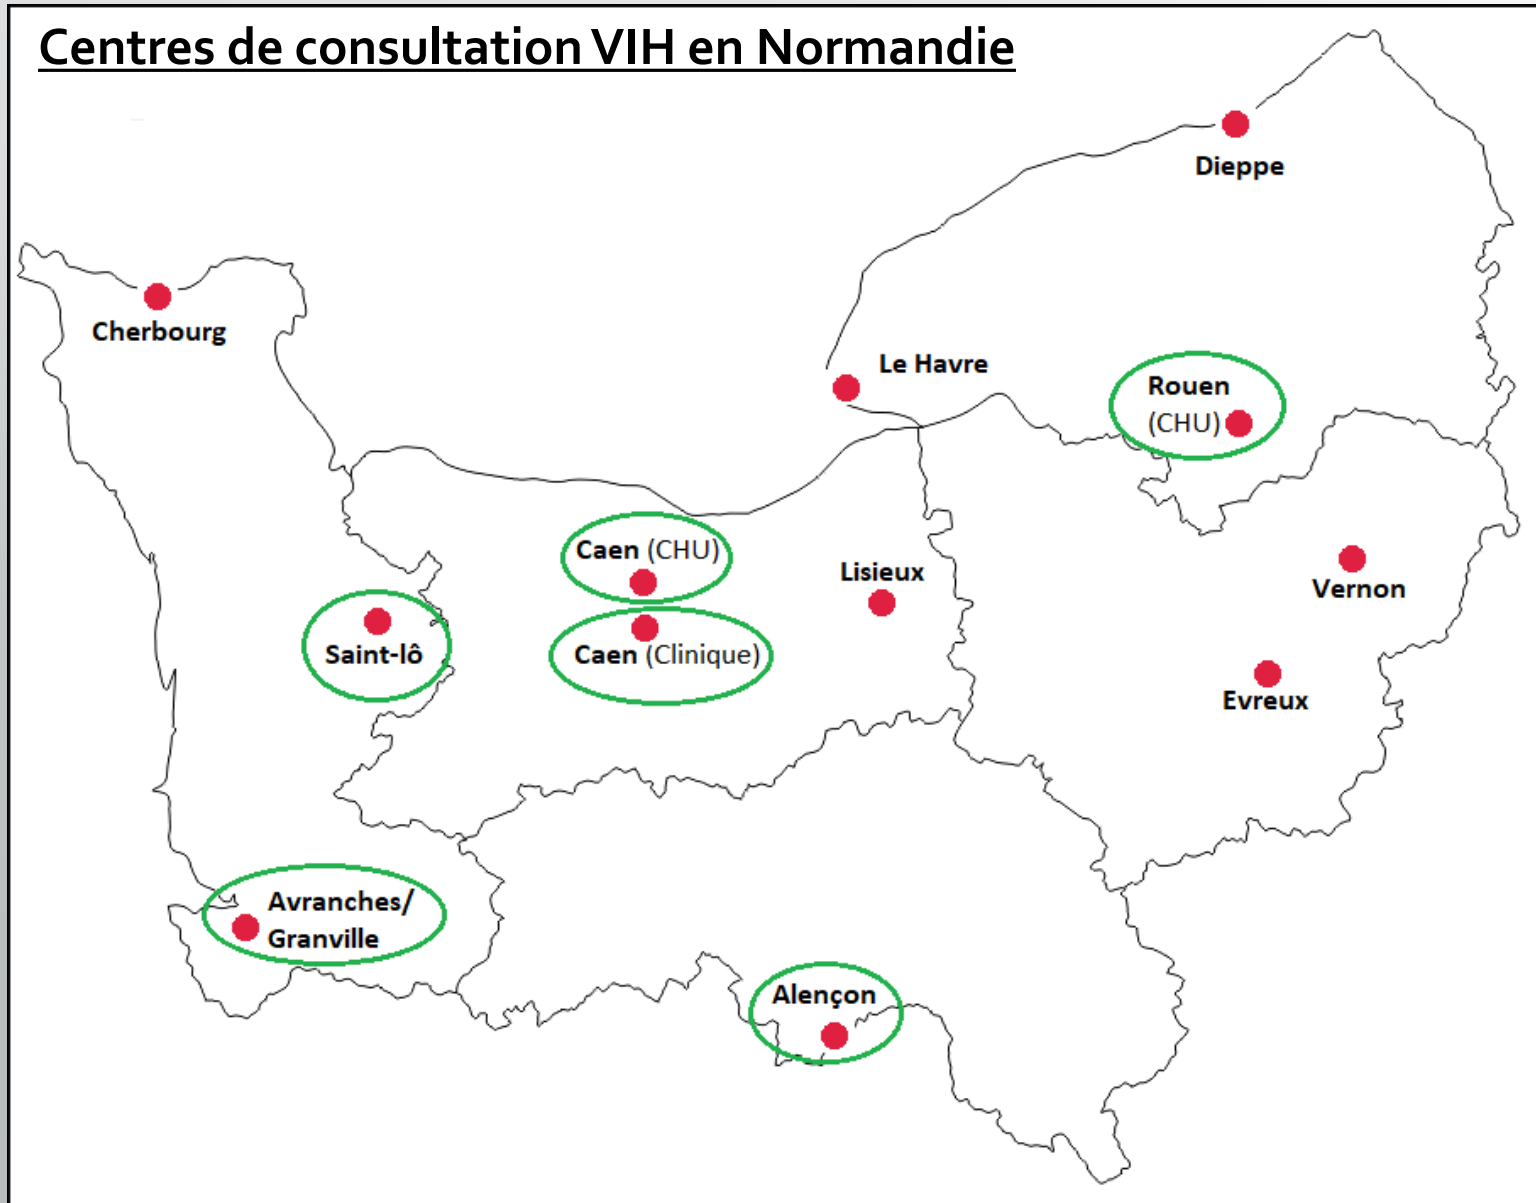 Centres de consultation VIH en Normandie
Dieppe
Cherbourg
Le Havre
Rouen
(CHU)
Caen (CHU)
Lisieux
Vernon
Saint-lô
Caen (Clinique)
Evreux
Avranches/
Granville
Alençon